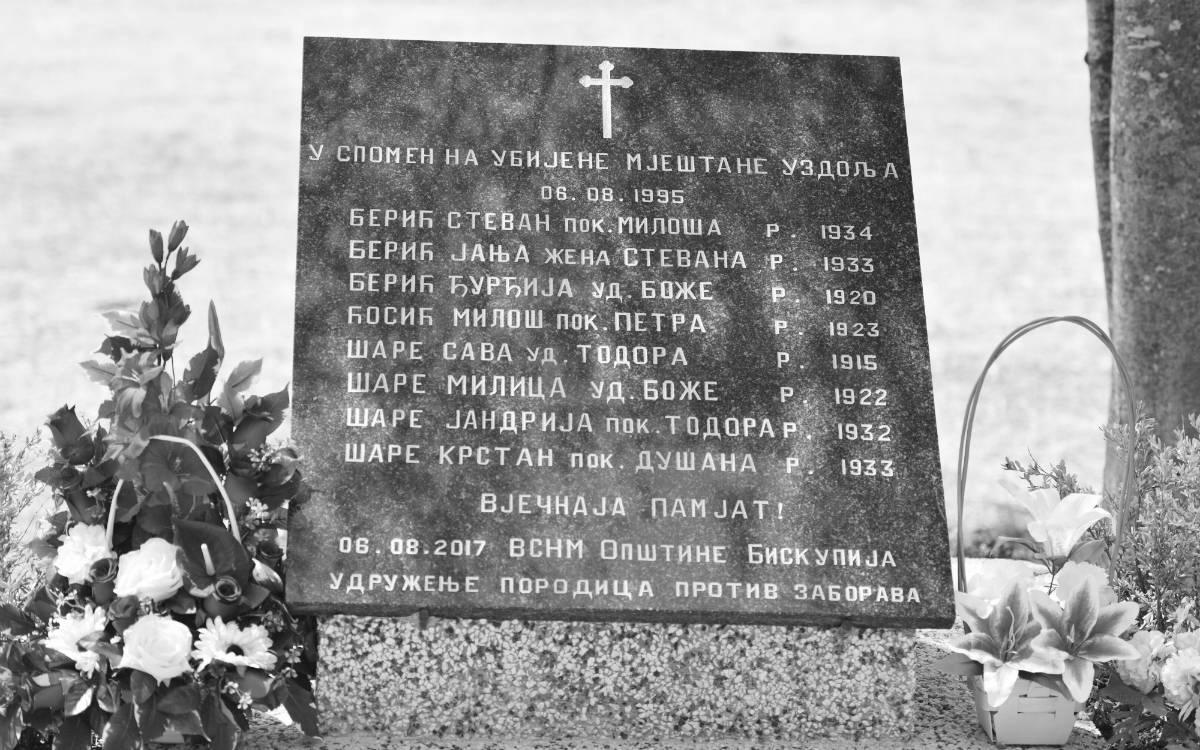 У СПОМЕН НА УБИЈЕНЕ МЈЕШТАНЕ УЗДОЉА
06.08.1995
БЕРИЋ СТЕВАН пок. МИЛОША Р. 1934
БЕРИЋ ЈАЊА жЕНА СТЕВАНА Р. 1933
БЕРИЋ ЂУРЂИЈА уд. БОЖЕ Р. 1920
ЋОСИЋ МИЛОШ пок. ПЕТРА Р. 1923
ШАРЕ САВА уд. ТОДОРА Р. 1915
ШАРЕ МИЛИЦА уд. БОЖЕ Р. 1922
ШАРЕ ЈАНДРИЈА пок. ТОДОРА Р. 1932
ШАРЕ КРСТАН пок. ДУШАНА Р. 1933
ВЈЕЧНАЈА ПАМЈАТ!
06.08.2017 ВСНМ ОПШТИНЕ БИСКУПИЈА
УДРУЖЕЊЕ ПОРОДИЦА ПРОТИВ ЗАБОРАВА